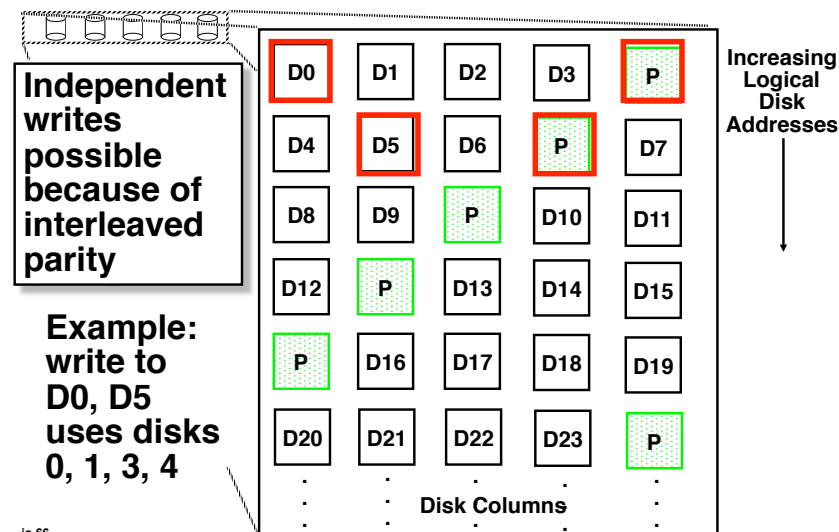 Independent
writes
possible
because of
interleaved
parity
Example:
write to
D0, D5
uses disks
0, 1, 3, 4
D0 D1 D2 D3 P
D4 D5 D6 P D7
D8 D9 P D10 D11
D12 P D13 D14 D15
P D16 D17 D18 D19
D20 D21 D22 D23 P
Disk Columns
Increasing
Logical
Disk
Addresses